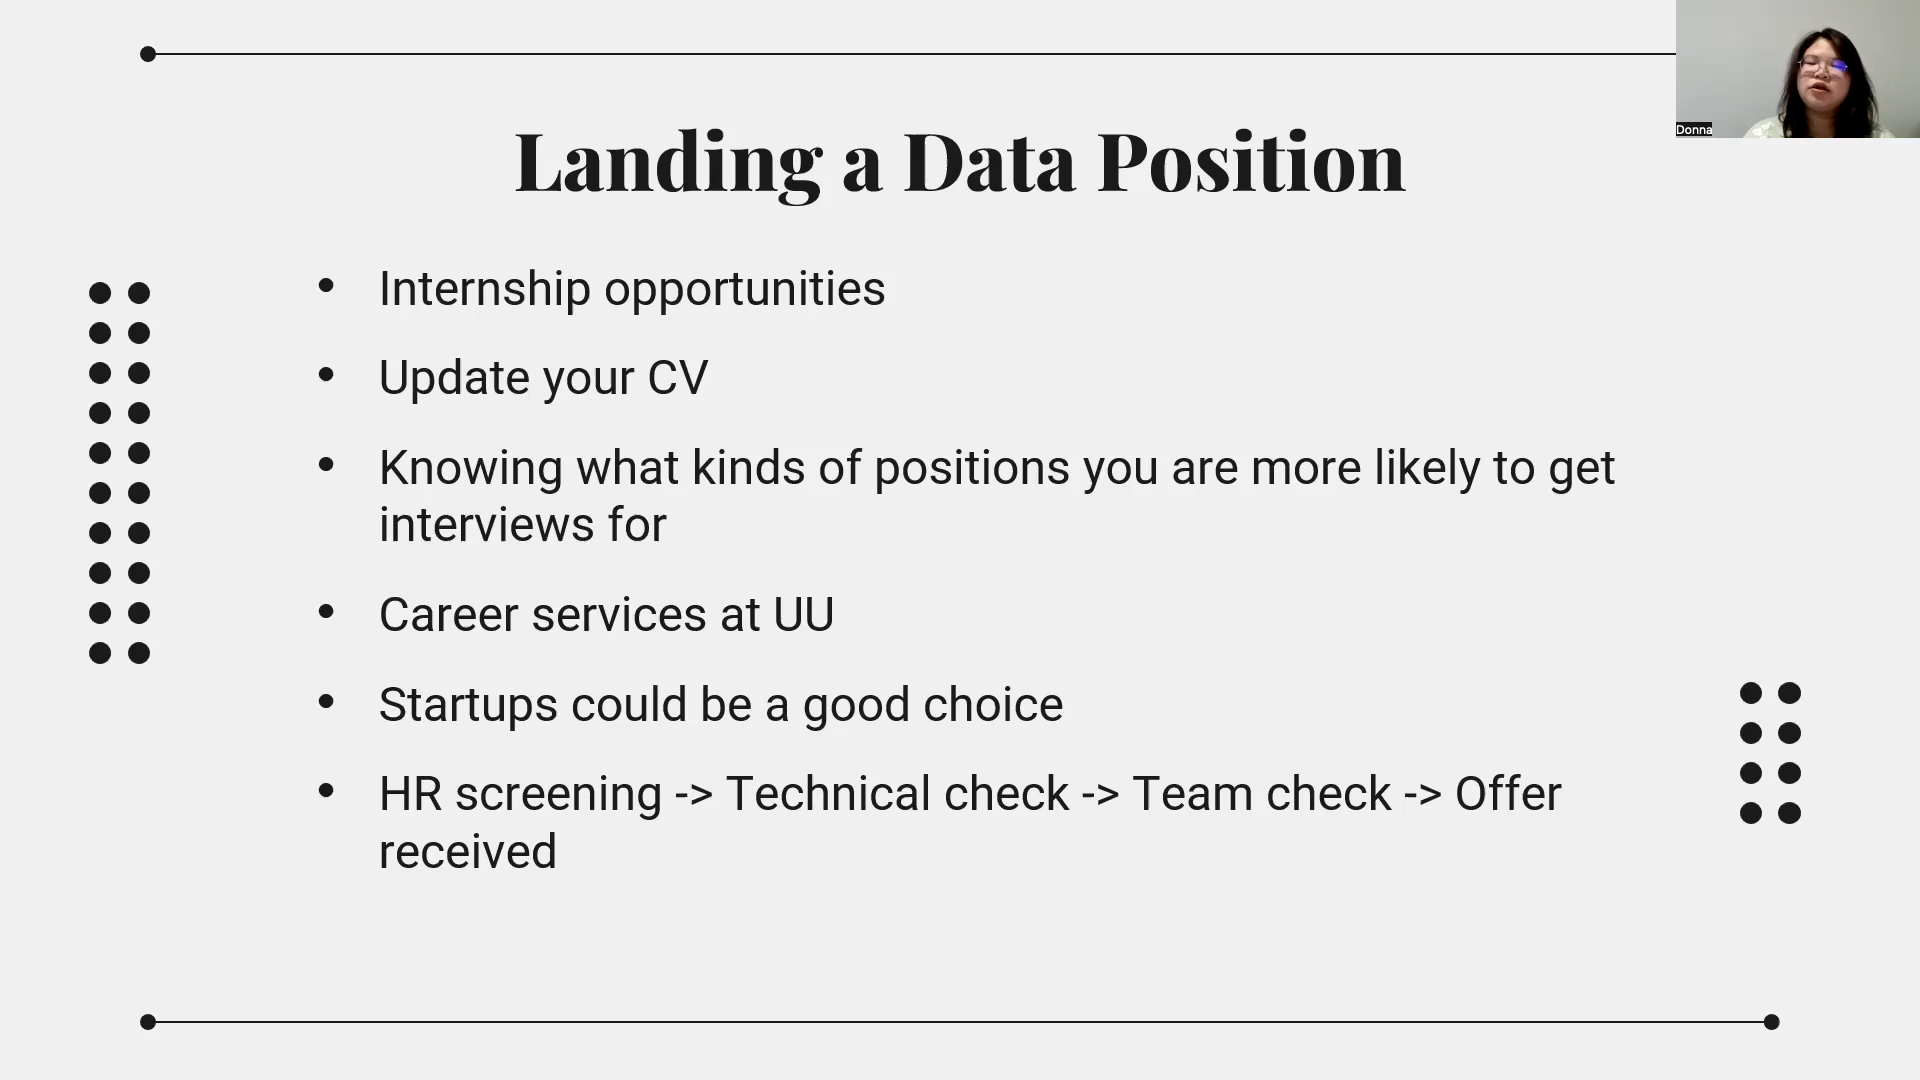 Donna
Landing a Data Position
• Internship opportunities
• Update your CV
• Knowing what kinds of positions you are more likely to get
interviews for
• Career services at UU
• Startups could be a good choice
• HR screening -> Technical check -> Team check -> Offer
received